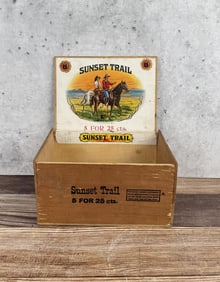 SUNSET TRAIL
5 FOR 25 cts.
SUNSET TRAIL
Sunset Trail
5 FOR 25 cts.